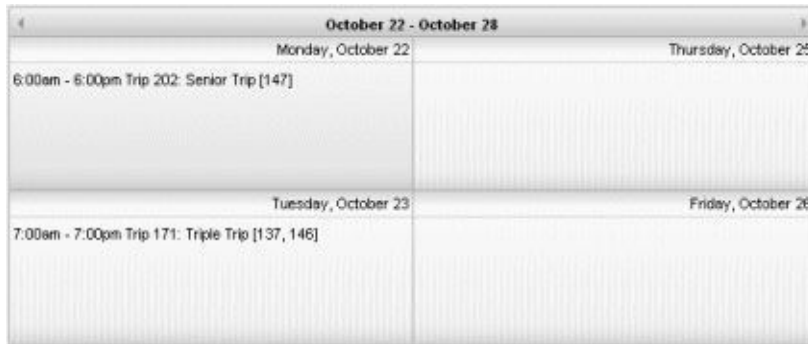 October 22 - October 28
Monday, October 22
Thursday, October 25
6:00am - 6:00pm Trip 202: Senior Trip [147]
Tuesday, October 23
Friday, October 26
7:00am - 7:00pm Trip 171: Triple Trip [137, 146]